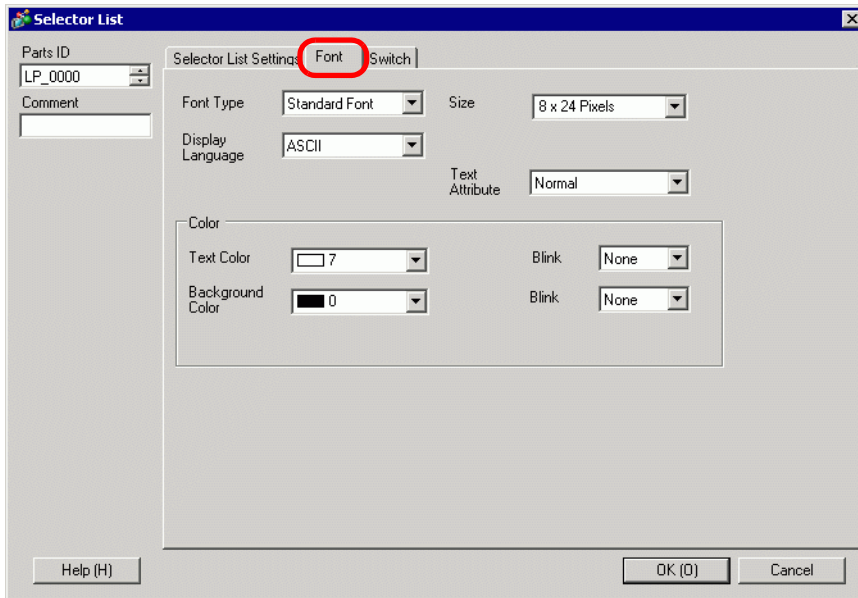 Selector List
Parts ID
LP_0000
Comment
Selector List Settings Font Switch
Font Type Standard Font Size 8 x 24 Pixels
Display
Language ASCII
Text
Attribute Normal
Color
Text Color 7 Blink None
Background
Color 0 Blink None
Help (H) OK (O) Cancel